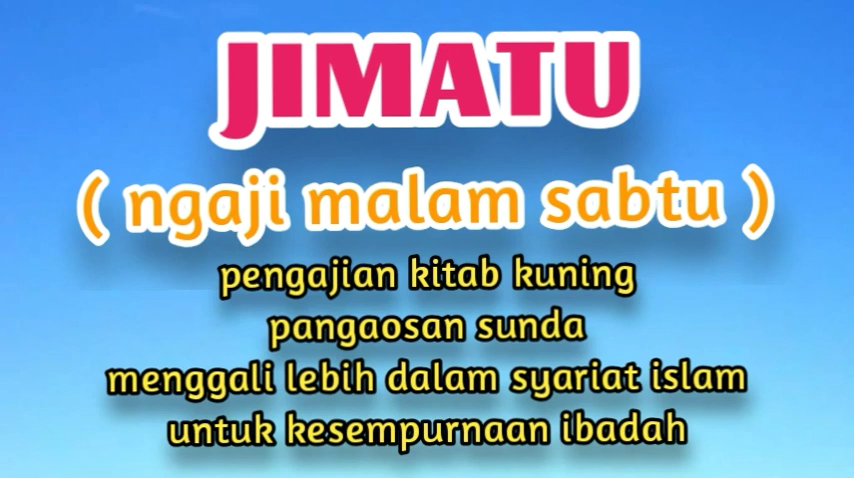 JIMATU
( ngaji malam sabtu )
pengajian kitab kuning
pangaosan sunda
menggali lebih dalam syariat islam
untuk kesempurnaan ibadah